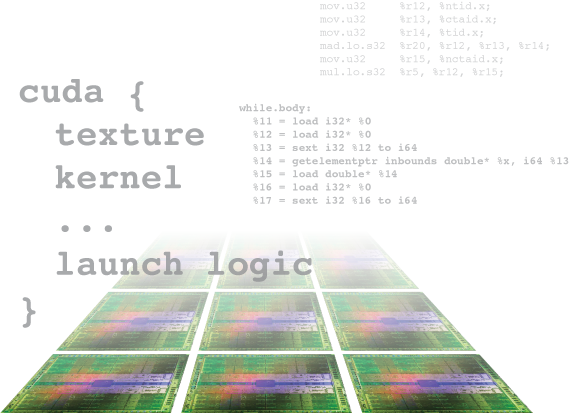 mov.u32 %r12, %ntid.x;
mov.u32 %r13, %ctaid.x;
mov.u32 %r14, %tid.x;
mad.lo.s32 %r20, %r12, %r13, %r14;
mov.u32 %r15, %nctaid.x;
mul.lo.s32 %r5, %r12, %r15;
cuda {
texture
kernel
...
launch logic
}
while.body:
%11 = load i32* %0
%12 = load i32* %0
%13 = sext i32 %12 to i64
%14 = getelementptr inbounds double* %x, i64 %13
%15 = load double* %14
%16 = load i32* %0
%17 = sext i32 %16 to i64